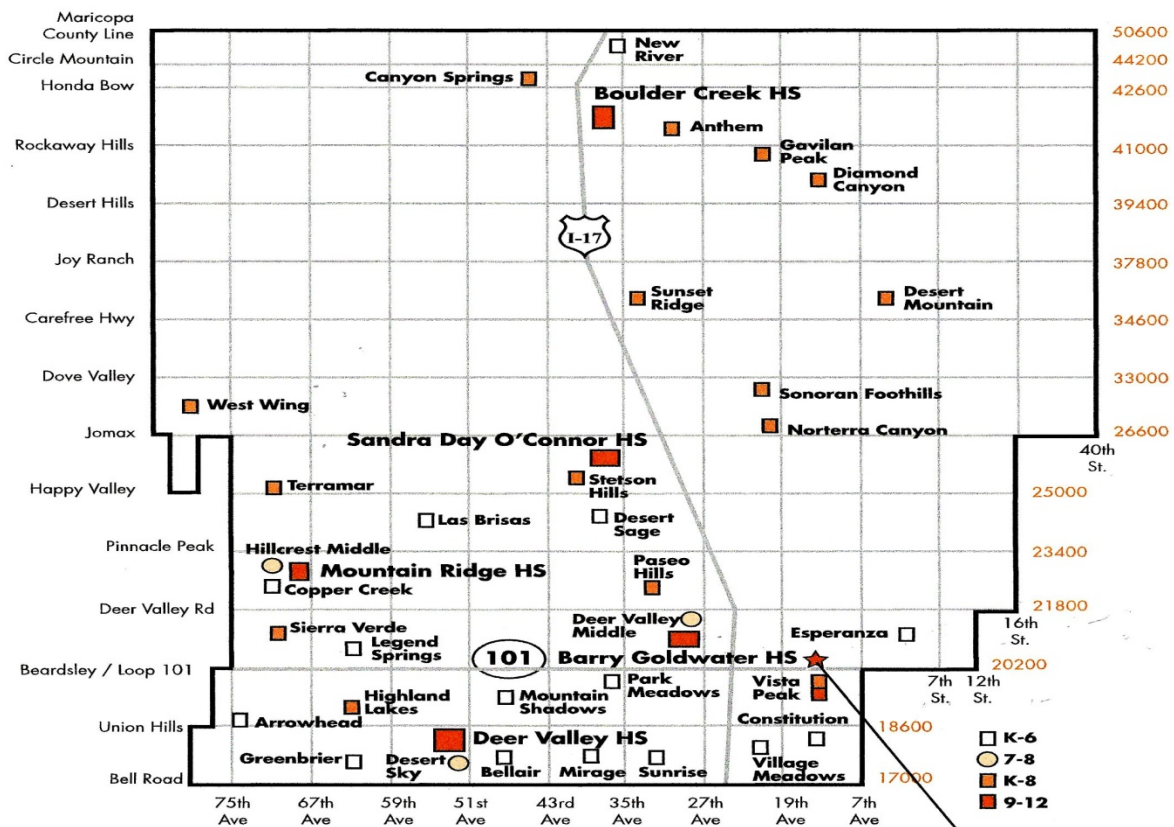 Maricopa
County Line
50600
New
River
Circle Mountain
44200
Canyon Springs
Honda Bow
42600
Boulder Creek HS
Anthem
Rockaway Hills
Gavilan
Peak
41000
Diamond
Canyon
Desert Hills
39400
I-17
Joy Ranch
37800
Sunset
Ridge
Desert
Mountain
Carefree Hwy
34600
Dove Valley
33000
Sonoran Foothills
West Wing
Norterra Canyon
Jomax
26600
Sandra Day O'Connor HS
40th
St.
Stetson
Hills
Terramar
Happy Valley
25000
Las Brisas
Desert
Sage
Pinnacle Peak
23400
Hillcrest Middle
Paseo
Hills
Mountain Ridge HS
Copper Creek
Deer Valley Rd
21800
Deer Valley
Middle
16th
St.
Sierra Verde
Esperanza
Legend
Springs
101
Barry Goldwater HS
Beardsley / Loop 101
20200
Park
Meadows
Vista
Peak
7th
St.
12th
St.
Highland
Lakes
Mountain
Shadows
Arrowhead
Constitution
Union Hills
18600
Deer Valley HS
K-6
Greenbrier
Desert
Sky
Bellair
Mirage
Sunrise
Village
Meadows
7-8
Bell Road
17000
K-8
9-12
75th
Ave
67th
Ave
59th
Ave
51st
Ave
43rd
Ave
35th
Ave
27th
Ave
19th
Ave
7th
Ave